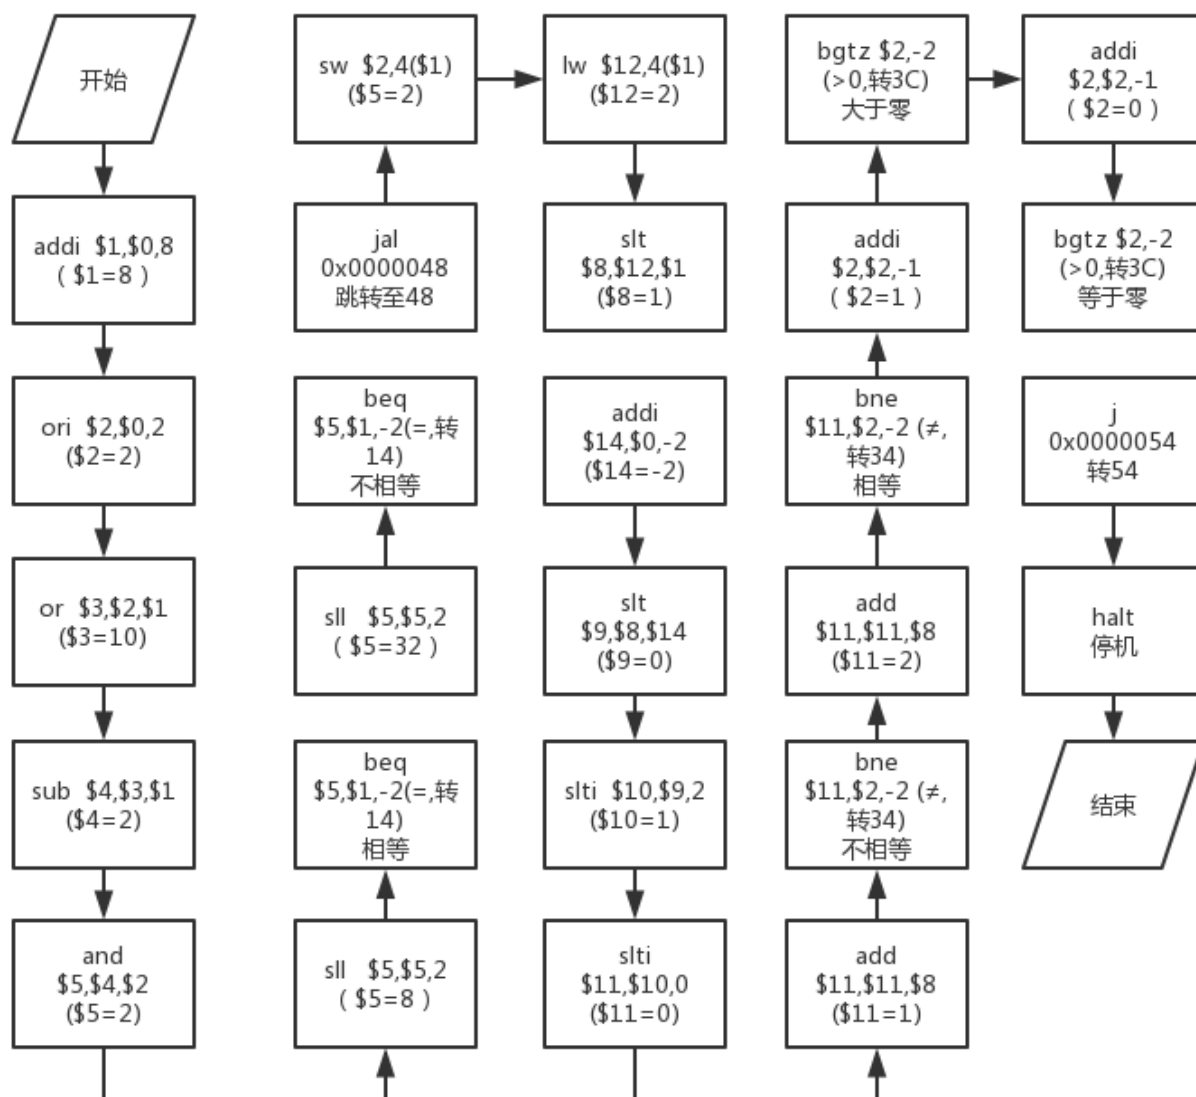 开始
addi  $1,$0,8
( $1=8 )
ori  $2,$0,2
($2=2)
or  $3,$2,$1
($3=10)
sub  $4,$3,$1
($4=2)
and
$5,$4,$2
($5=2)
sll  $5,$5,2
( $5=8 )
beq
$5,$1,-2(=,转
14)
相等
sll  $5,$5,2
( $5=32 )
beq
$5,$1,-2(=,转
14)
不相等
jal
0x0000048
跳转至48
sw  $2,4($1)
($5=2)
lw  $12,4($1)
($12=2)
slt
$8,$12,$1
($8=1)
addi
$14,$0,-2
($14=-2)
slt
$9,$8,$14
($9=0)
slti  $10,$9,2
($10=1)
slti
$11,$10,0
($11=0)
add
$11,$11,$8
($11=1)
bne
$11,$2,-2 (≠,
转34)
不相等
add
$11,$11,$8
($11=2)
bne
$11,$2,-2 (≠,
转34)
相等
addi
$2,$2,-1
( $2=1 )
bgtz $2,-2
(>0,转3C)
大于零
addi
$2,$2,-1
( $2=0 )
bgtz $2,-2
(>0,转3C)
等于零
j
0x0000054
转54
halt
停机
结束